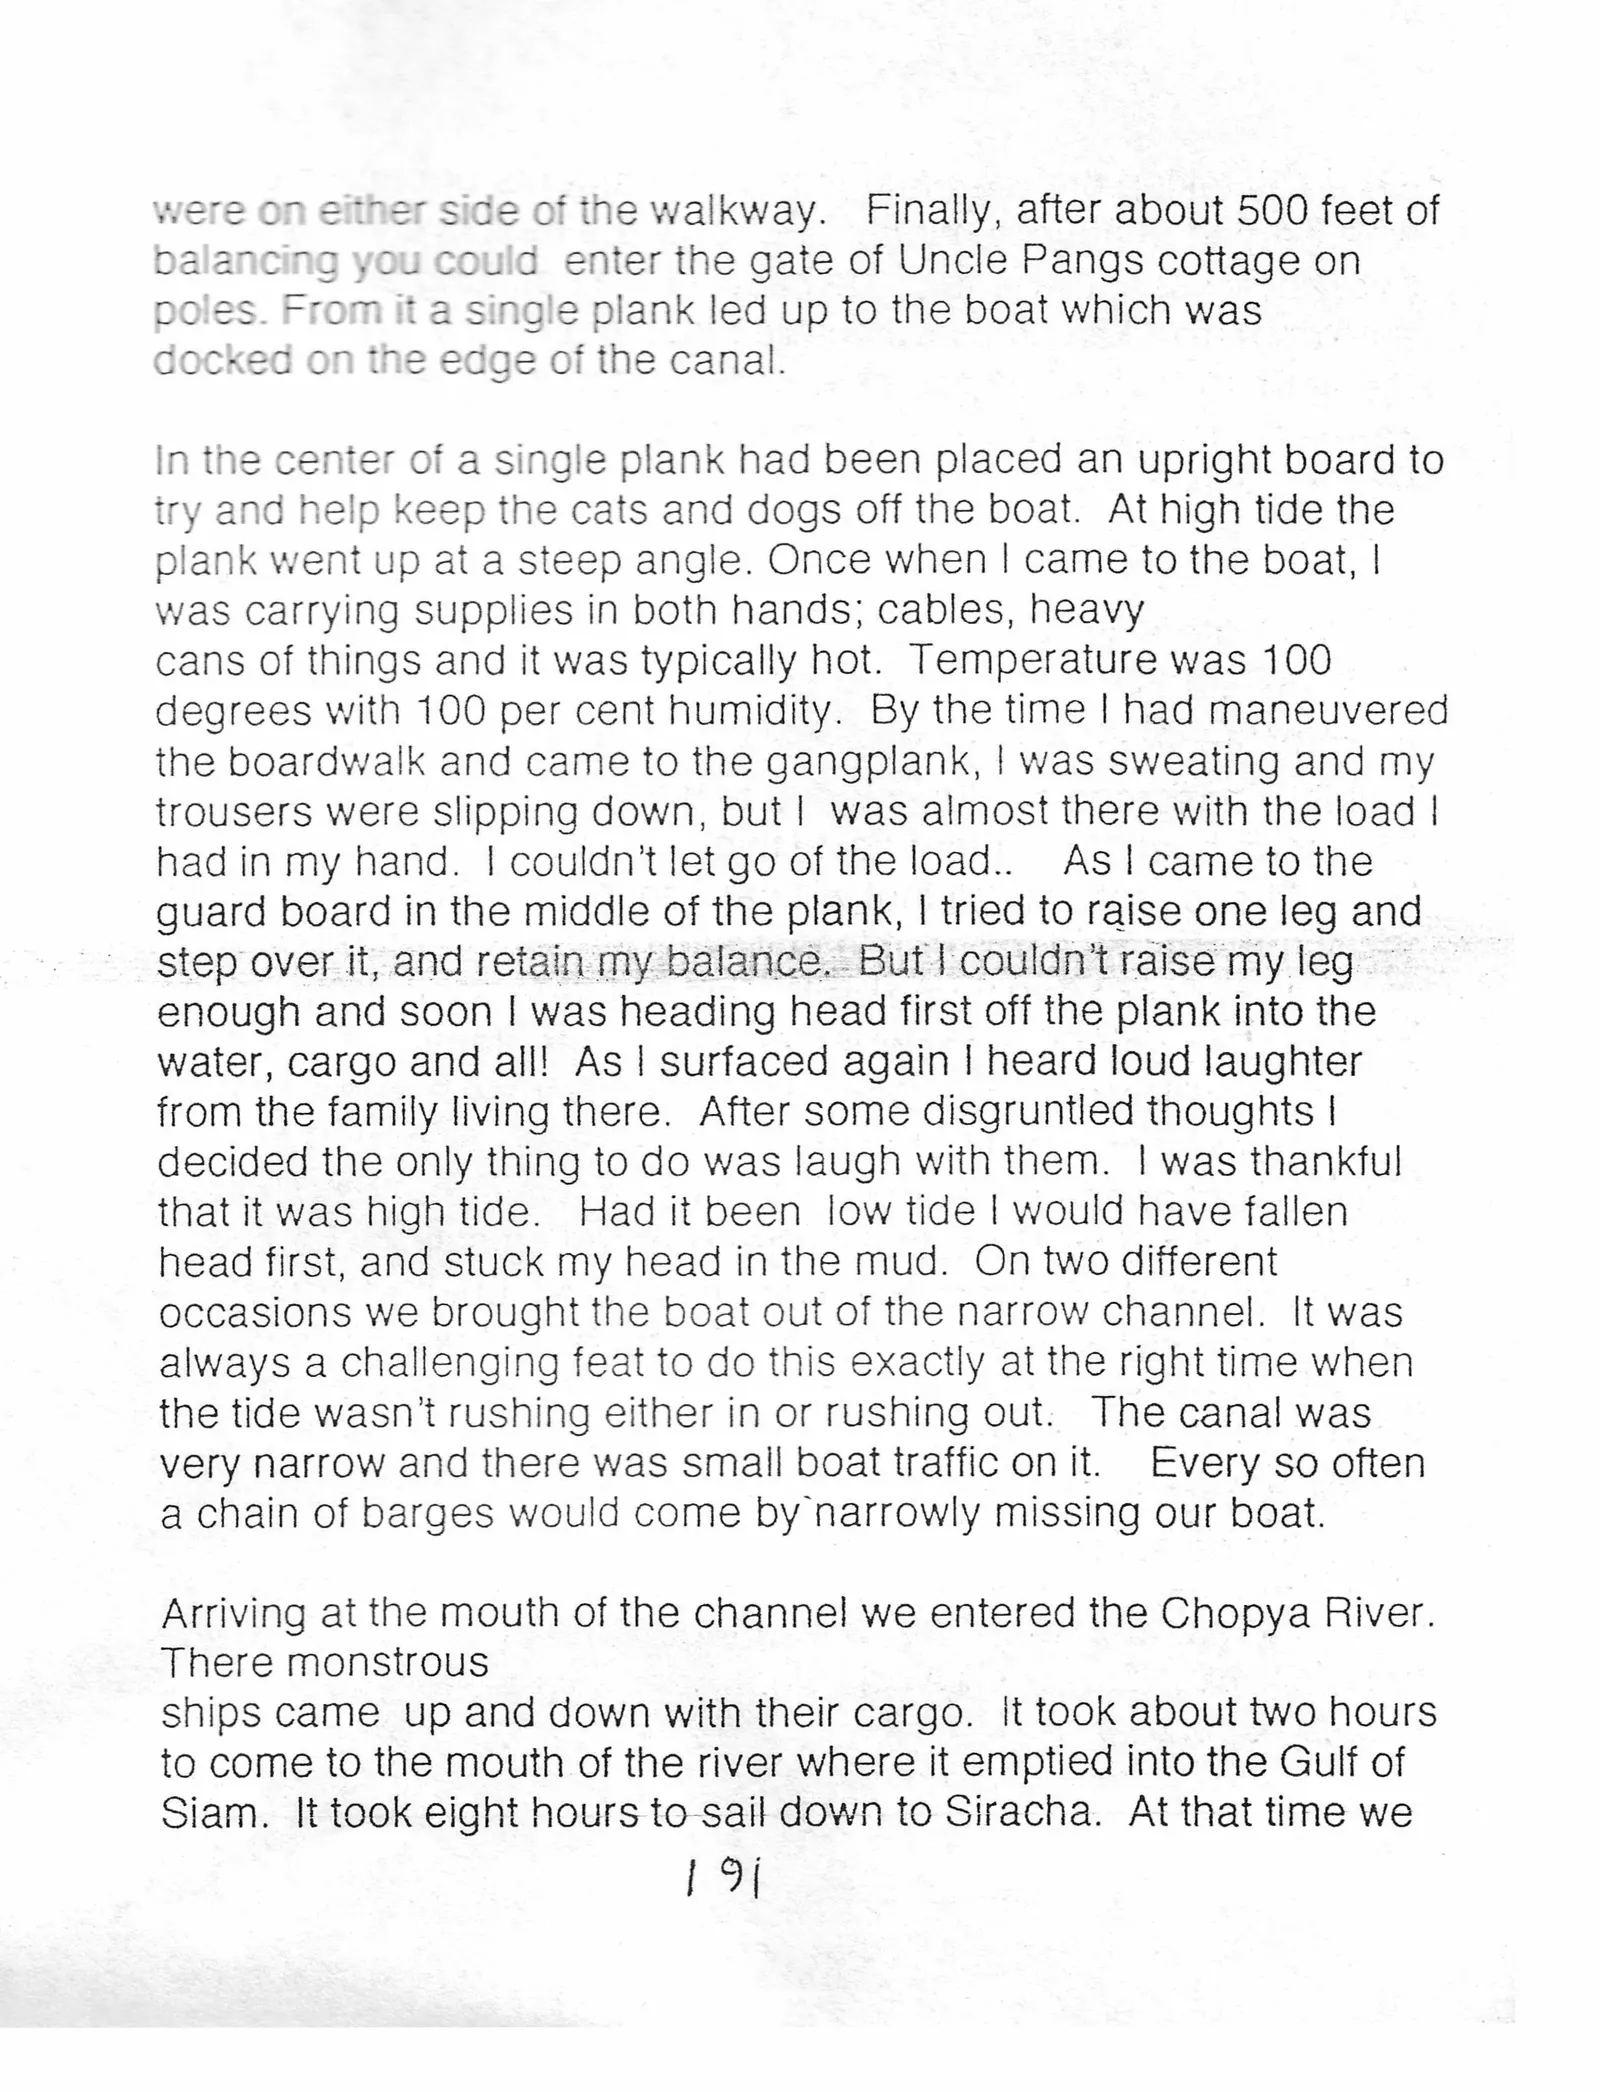 were on either side of the walkway. Finally, after about 500 feet of
balancing you could enter the gate of Uncle Pangs cottage on
poles. From it a single plank led up to the boat which was
docked on the edge of the canal.
In the center of a single plank had been placed an upright board to
try and help keep the cats and dogs off the boat. At high tide the
plank went up at a steep angle. Once when I came to the boat, I
was carrying supplies in both hands; cables, heavy
cans of things and it was typically hot. Temperature was 100
degrees with 100 per cent humidity. By the time I had maneuvered
the boardwalk and came to the gangplank, I was sweating and my
trousers were slipping down, but I was almost there with the load I
had in my hand. I couldn't let go of the load.. As I came to the
guard board in the middle of the plank, I tried to raise one leg and
step over it, and retain my balance. But I couldn't raise my leg
enough and soon I was heading head first off the plank into the
water, cargo and all! As I surfaced again I heard loud laughter
from the family living there. After some disgruntled thoughts I
decided the only thing to do was laugh with them. I was thankful
that it was high tide. Had it been low tide I would have fallen
head first, and stuck my head in the mud. On two different
occasions we brought the boat out of the narrow channel. It was
always a challenging feat to do this exactly at the right time when
the tide wasn't rushing either in or rushing out. The canal was
very narrow and there was small boat traffic on it. Every so often
a chain of barges would come by narrowly missing our boat.
Arriving at the mouth of the channel we entered the Chopya River.
There monstrous
ships came up and down with their cargo. It took about two hours
to come to the mouth of the river where it emptied into the Gulf of
Siam. It took eight hours to sail down to Siracha. At that time we
191